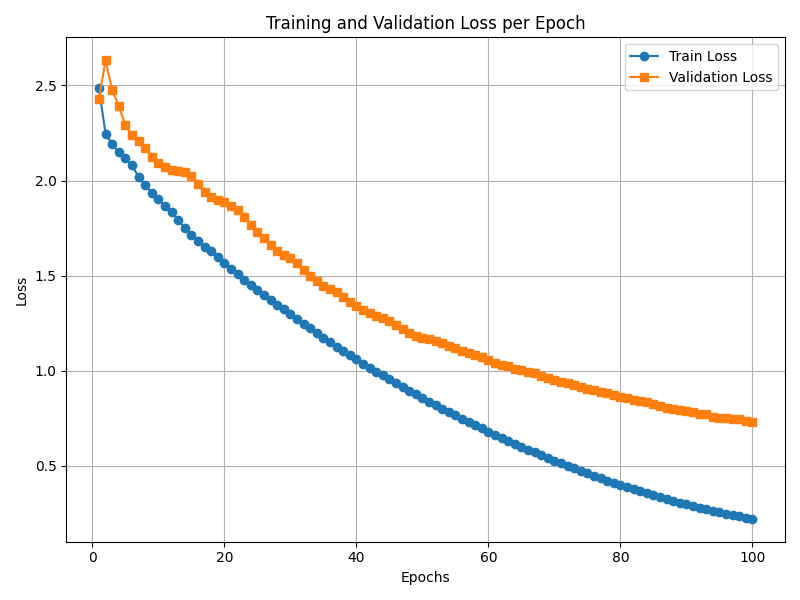 Training and Validation Loss per Epoch
Train Loss
Validation Loss
2.5
2.0
1.5
1.0
0.5
Loss
0 20 40 60 80 100
Epochs